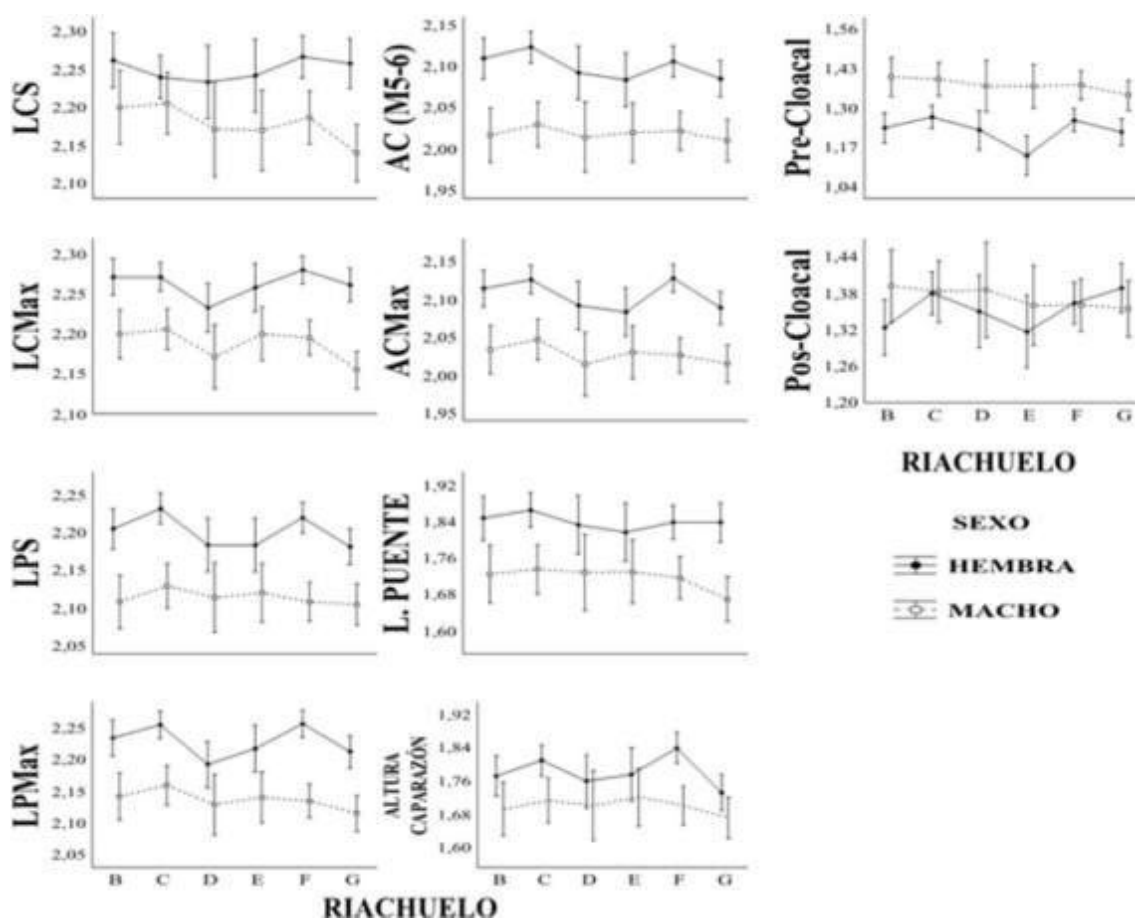 LCS
2,30
2,25
2,20
2,15
2,10
AC (M5-6)
2,15
2,10
2,05
2,00
1,95
Pre-Cloacal
1,56
1,43
1,30
1,17
1,04
LCMax
2,30
2,25
2,20
2,15
2,10
ACMax
2,15
2,10
2,05
2,00
1,95
Pos-Cloacal
1,44
1,38
1,32
1,26
1,20
B C D E F G
RIACHUELO
LPS
2,25
2,20
2,15
2,10
2,05
L. PUENTE
1,92
1,84
1,76
1,68
1,60
SEXO
HEMBRA
MACHO
LPMax
2,25
2,20
2,15
2,10
2,05
ALTURA
CAPARAZÓN
1,92
1,84
1,76
1,68
1,60
B C D E F G
B C D E F G
RIACHUELO